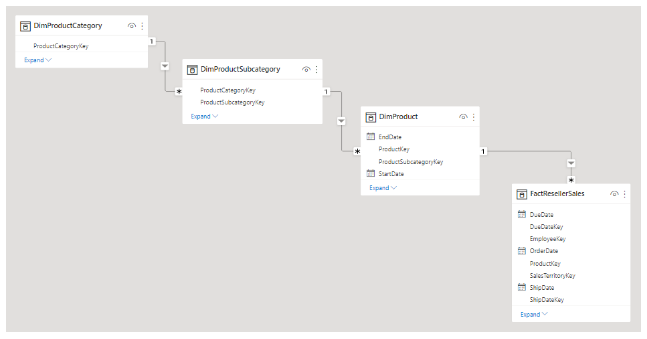 DimProductCategory
ProductCategoryKey
Expand
1
*
DimProductSubcategory
ProductCategoryKey
ProductSubcategoryKey
Expand
1
*
DimProduct
EndDate
ProductKey
ProductSubcategoryKey
StartDate
Expand
1
*
FactResellerSales
DueDate
DueDateKey
EmployeeKey
OrderDate
ProductKey
SalesTerritoryKey
ShipDate
ShipDateKey
Expand